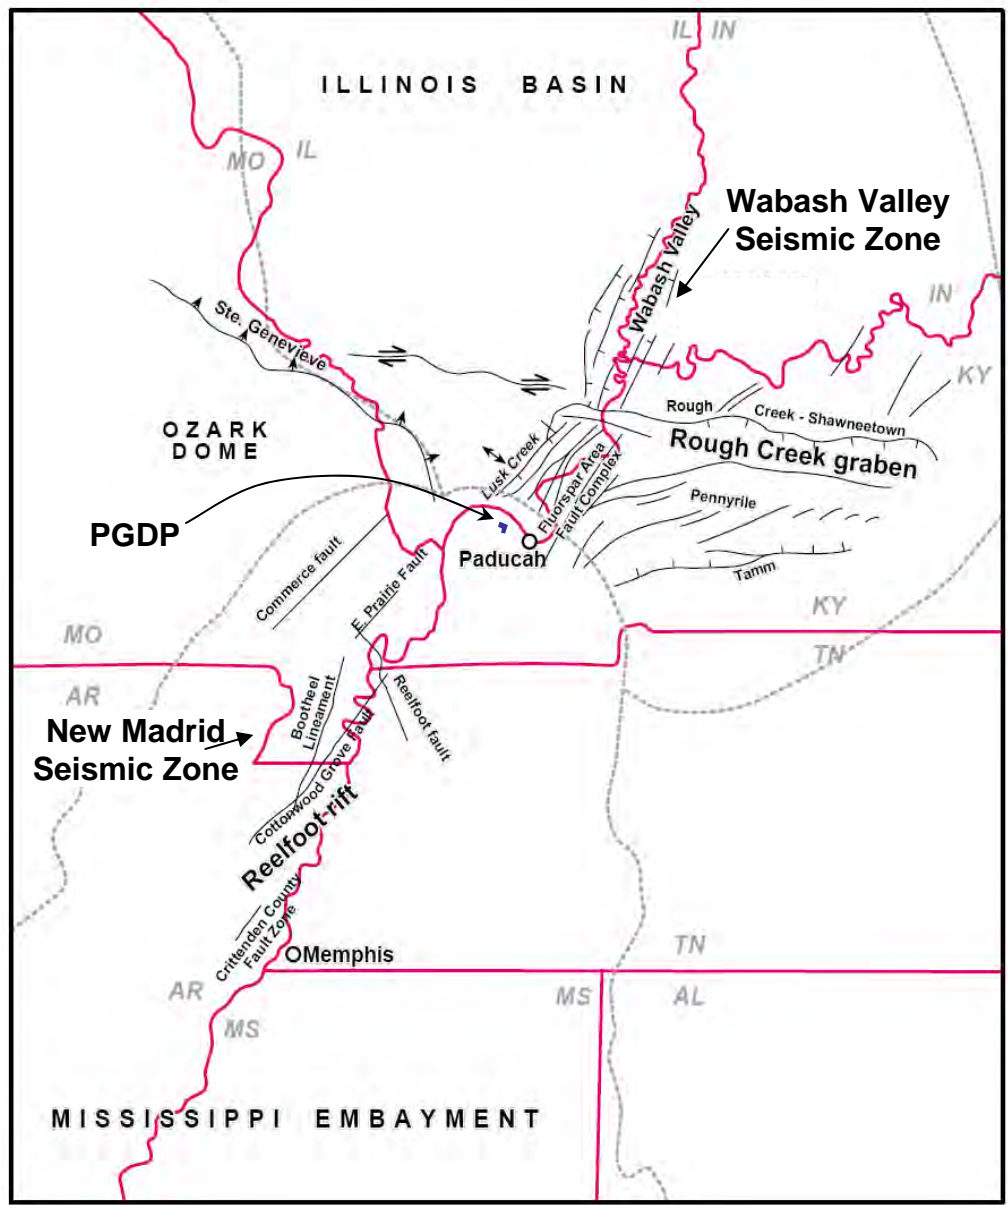 IL IN
ILLINOIS BASIN
MO IL
Wabash Valley
Seismic Zone
Wabash Valley
IN
Ste. Genevieve
KY
Rough Creek - Shawneetown
OZARK
DOME
Rough Creek graben
Lusk Creek
Fluorspar Area
Fault Complex
Pennyrile
PGDP
Paducah
Commerce fault
E. Prairie Fault
Tamm
KY
MO
TN
AR
Bootheel
Lineament
Reelfoot fault
New Madrid
Seismic Zone
Cottonwood Grove Fault
Reelfoot rift
Crittenden County
Fault Zone
Memphis
TN
AR
MS
MS
AL
MISSISSIPPI EMBAYMENT